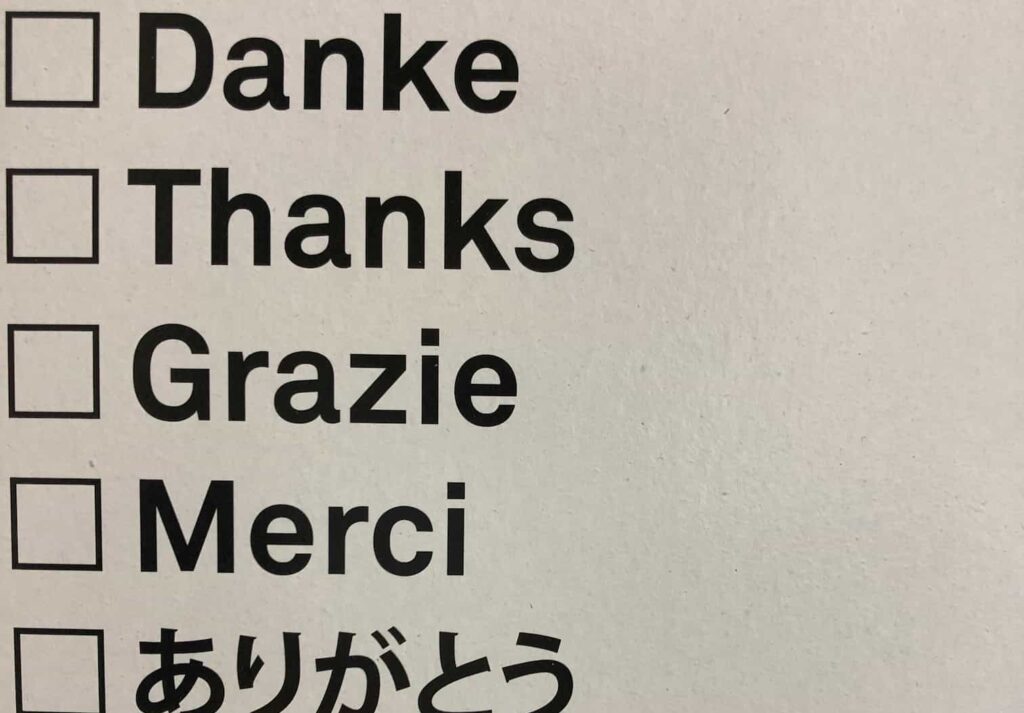 Danke
Thanks
Grazie
Merci
ありがとう